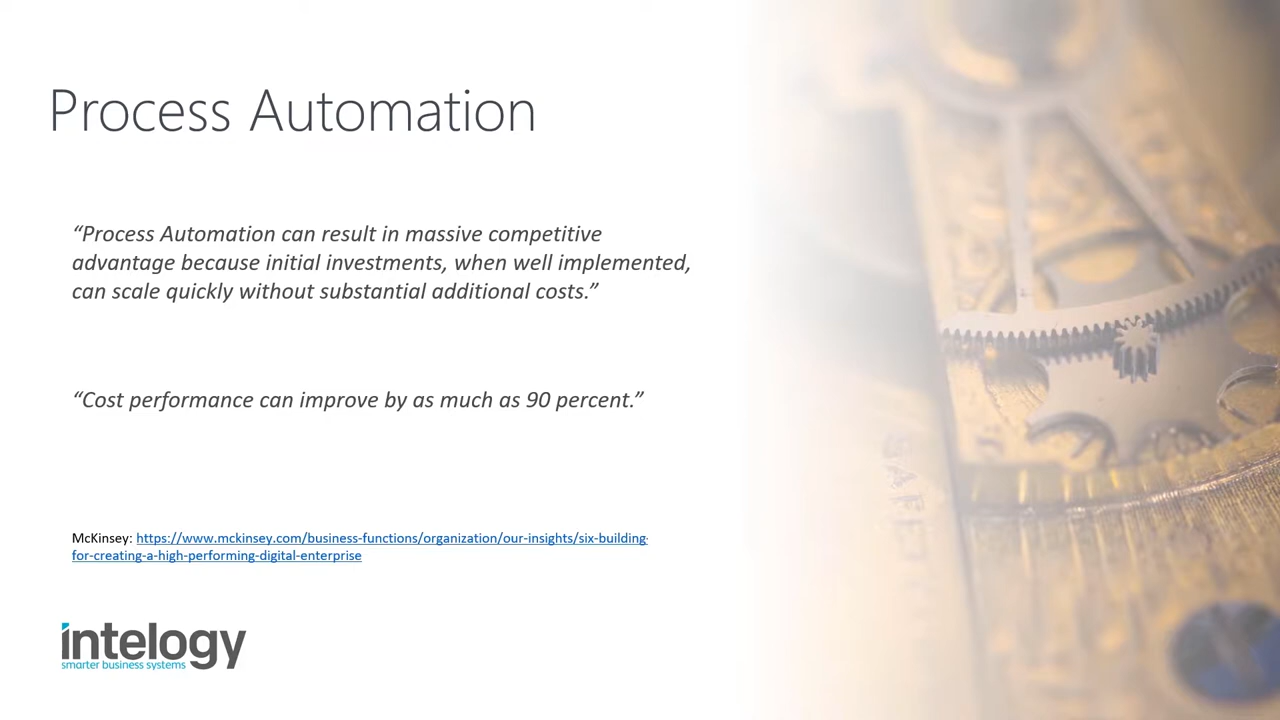 Process Automation
“Process Automation can result in massive competitive
advantage because initial investments, when well implemented,
can scale quickly without substantial additional costs.”
“Cost performance can improve by as much as 90 percent.”
McKinsey: https://www.mckinsey.com/business-functions/organization/our-insights/six-building-
for-creating-a-high-performing-digital-enterprise
intelogy
smarter business systems